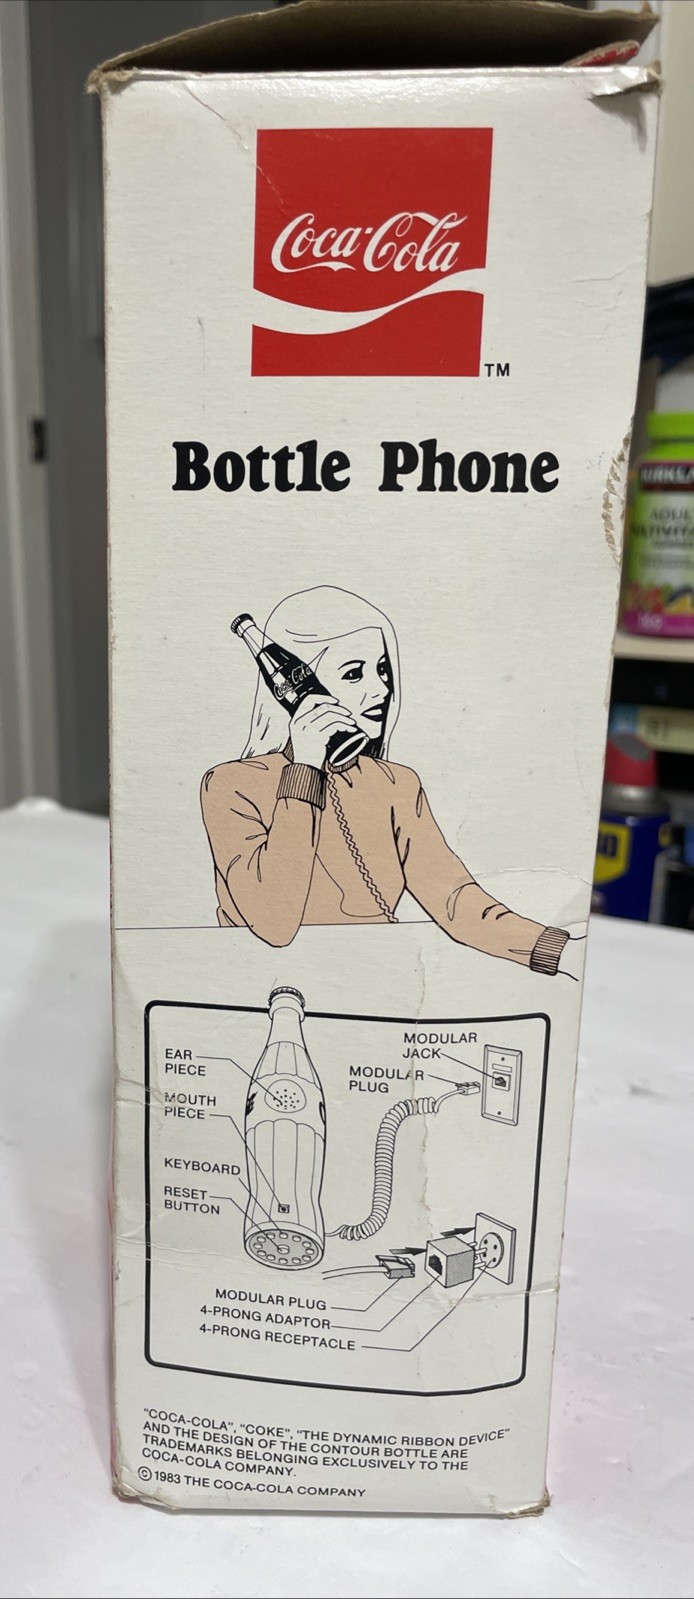 Coca-Cola
TM
Bottle Phone
Coca-Cola
EAR
PIECE
MOUTH
PIECE
KEYBOARD
RESET
BUTTON
MODULAR
JACK
MODULAR
PLUG
MODULAR PLUG
4-PRONG ADAPTOR
4-PRONG RECEPTACLE
"COCA-COLA", "COKE", "THE DYNAMIC RIBBON DEVICE"
AND THE DESIGN OF THE CONTOUR BOTTLE ARE
TRADEMARKS BELONGING EXCLUSIVELY TO THE
COCA-COLA COMPANY.
© 1983 THE COCA-COLA COMPANY
160